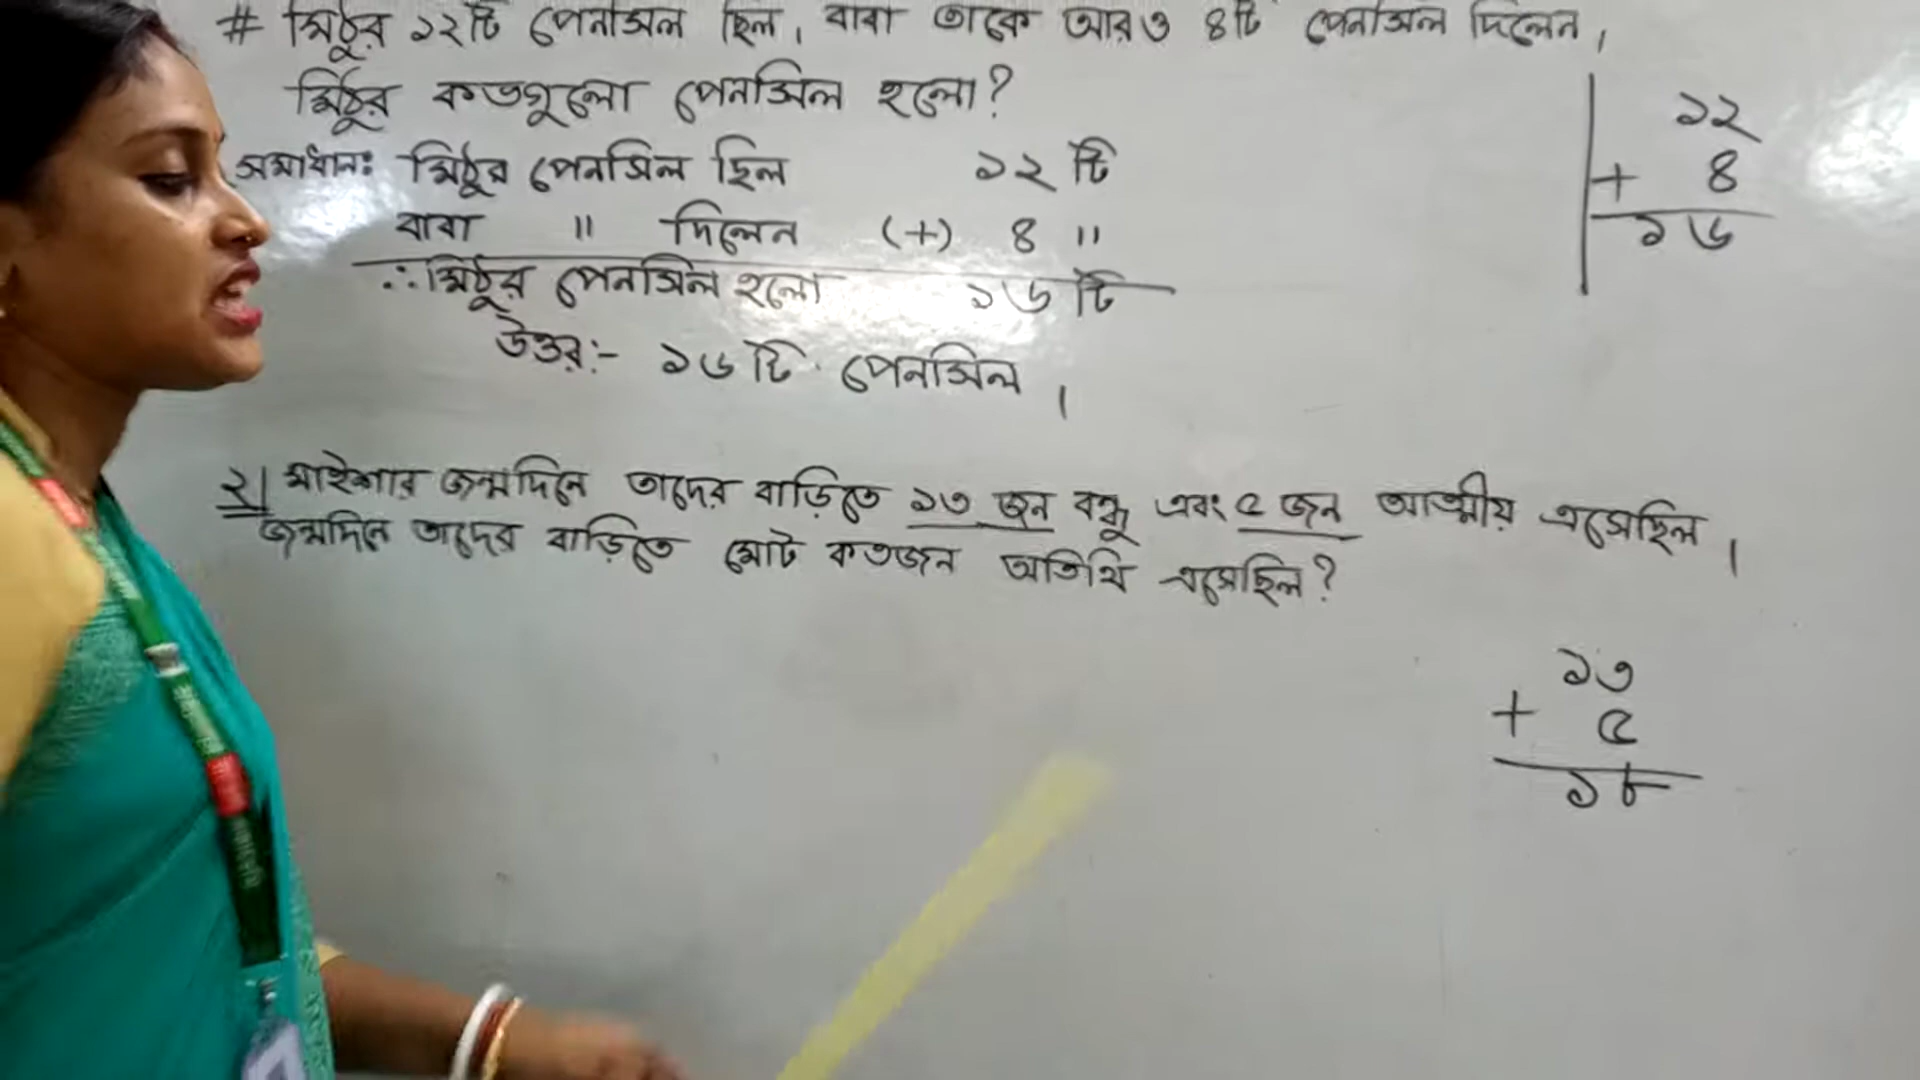 # মিঠুর ১২টি পেনসিল ছিল, বাবা তাকে আরও ৪টি পেনসিল দিলেন,
মিঠুর কতগুলো পেনসিল হলো?
১২
+ ৪
১৬
সমাধানঃ মিঠুর পেনসিল ছিল ১২ টি
বাবা " দিলেন (+) ৪ "
∴ মিঠুর পেনসিল হলো ১৬ টি
উত্তর:- ১৬ টি পেনসিল ।
২| মাইশার জন্মদিনে তাদের বাড়িতে ১৩ জন বন্ধু এবং ৫ জন আত্মীয় এসেছিল ।
জন্মদিনে তাদের বাড়িতে মোট কতজন অতিথি এসেছিল?
১৩
+ ৫
১৮